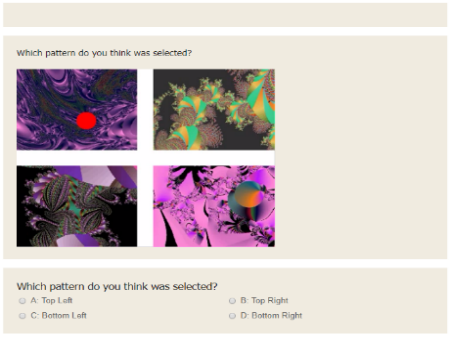 Which pattern do you think was selected?
Which pattern do you think was selected?
A: Top Left
B: Top Right
C: Bottom Left
D: Bottom Right